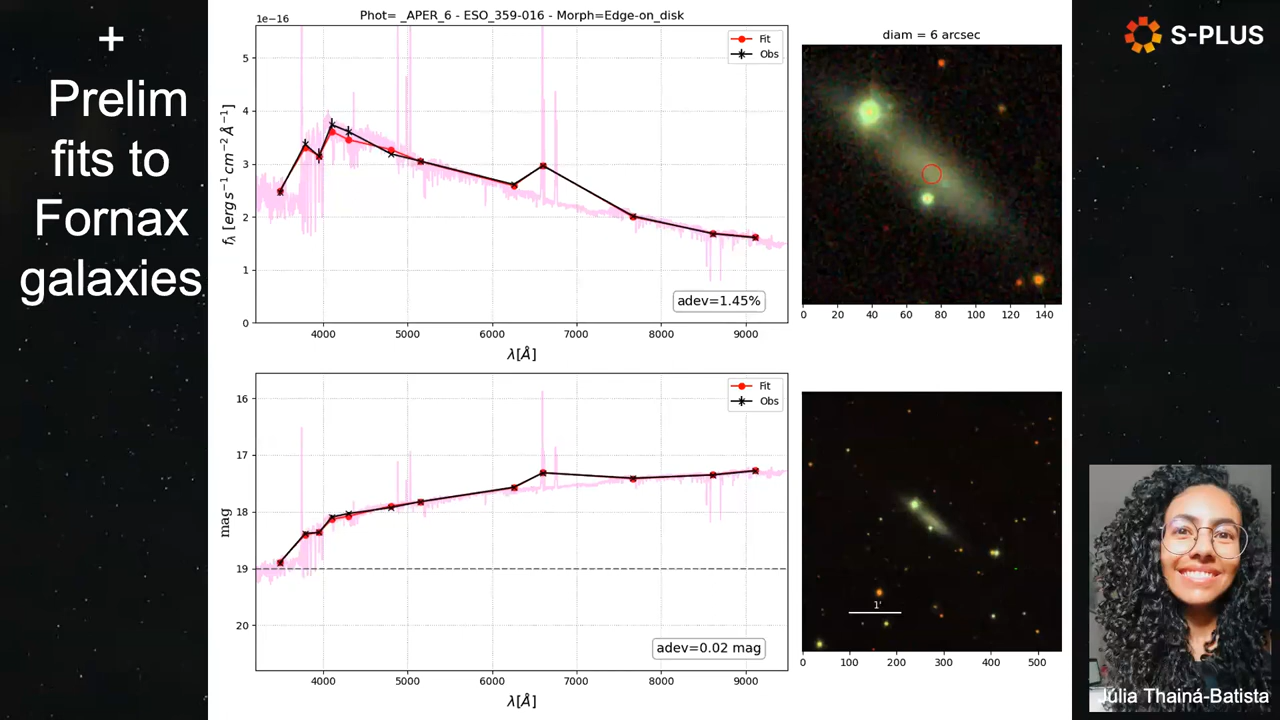 +
Prelim
fits to
Fornax
galaxies
Phot= _APER_6 - ESO_359-016 - Morph=Edge-on_disk
1e−16
Fit
Obs
5
4
3
2
1
0
f_λ [erg s⁻¹ cm⁻² Å⁻¹]
adev=1.45%
4000 5000 6000 7000 8000 9000
λ[Å]
diam = 6 arcsec
0 20 40 60 80 100 120 140
S-PLUS
Fit
Obs
16
17
18
19
20
mag
adev=0.02 mag
4000 5000 6000 7000 8000 9000
λ[Å]
1'
0 100 200 300 400 500
Júlia Thainá-Batista